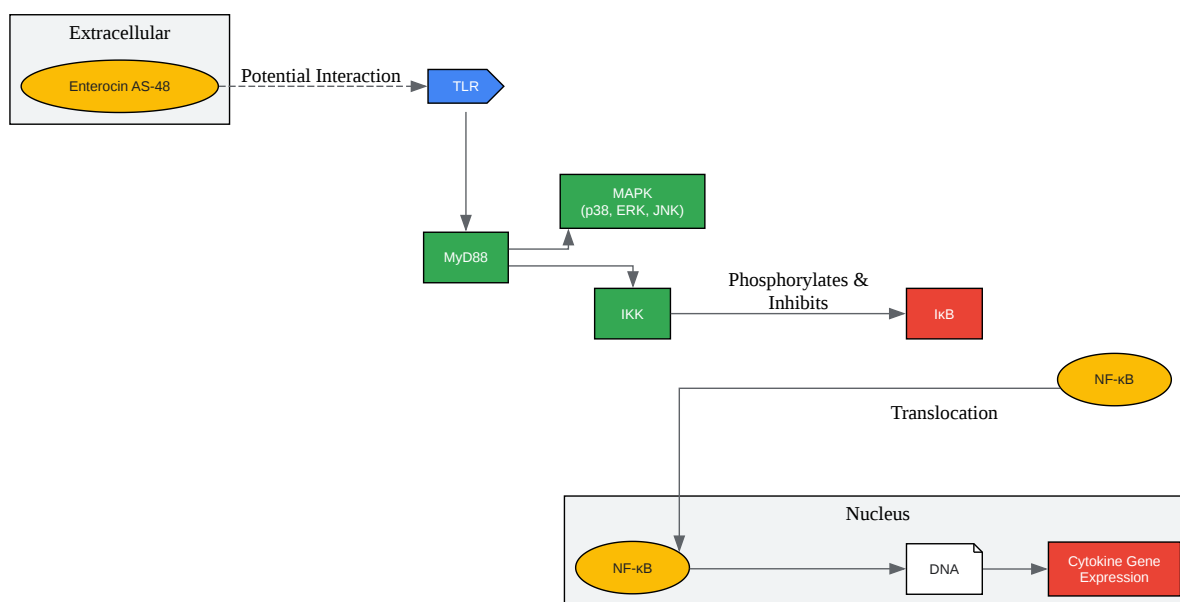 Extracellular
Enterocin AS-48
Potential Interaction
TLR
MAPK
(p38, ERK, JNK)
MyD88
Phosphorylates &
Inhibits
IKK
IκB
NF-κB
Translocation
Nucleus
NF-κB
DNA
Cytokine Gene
Expression